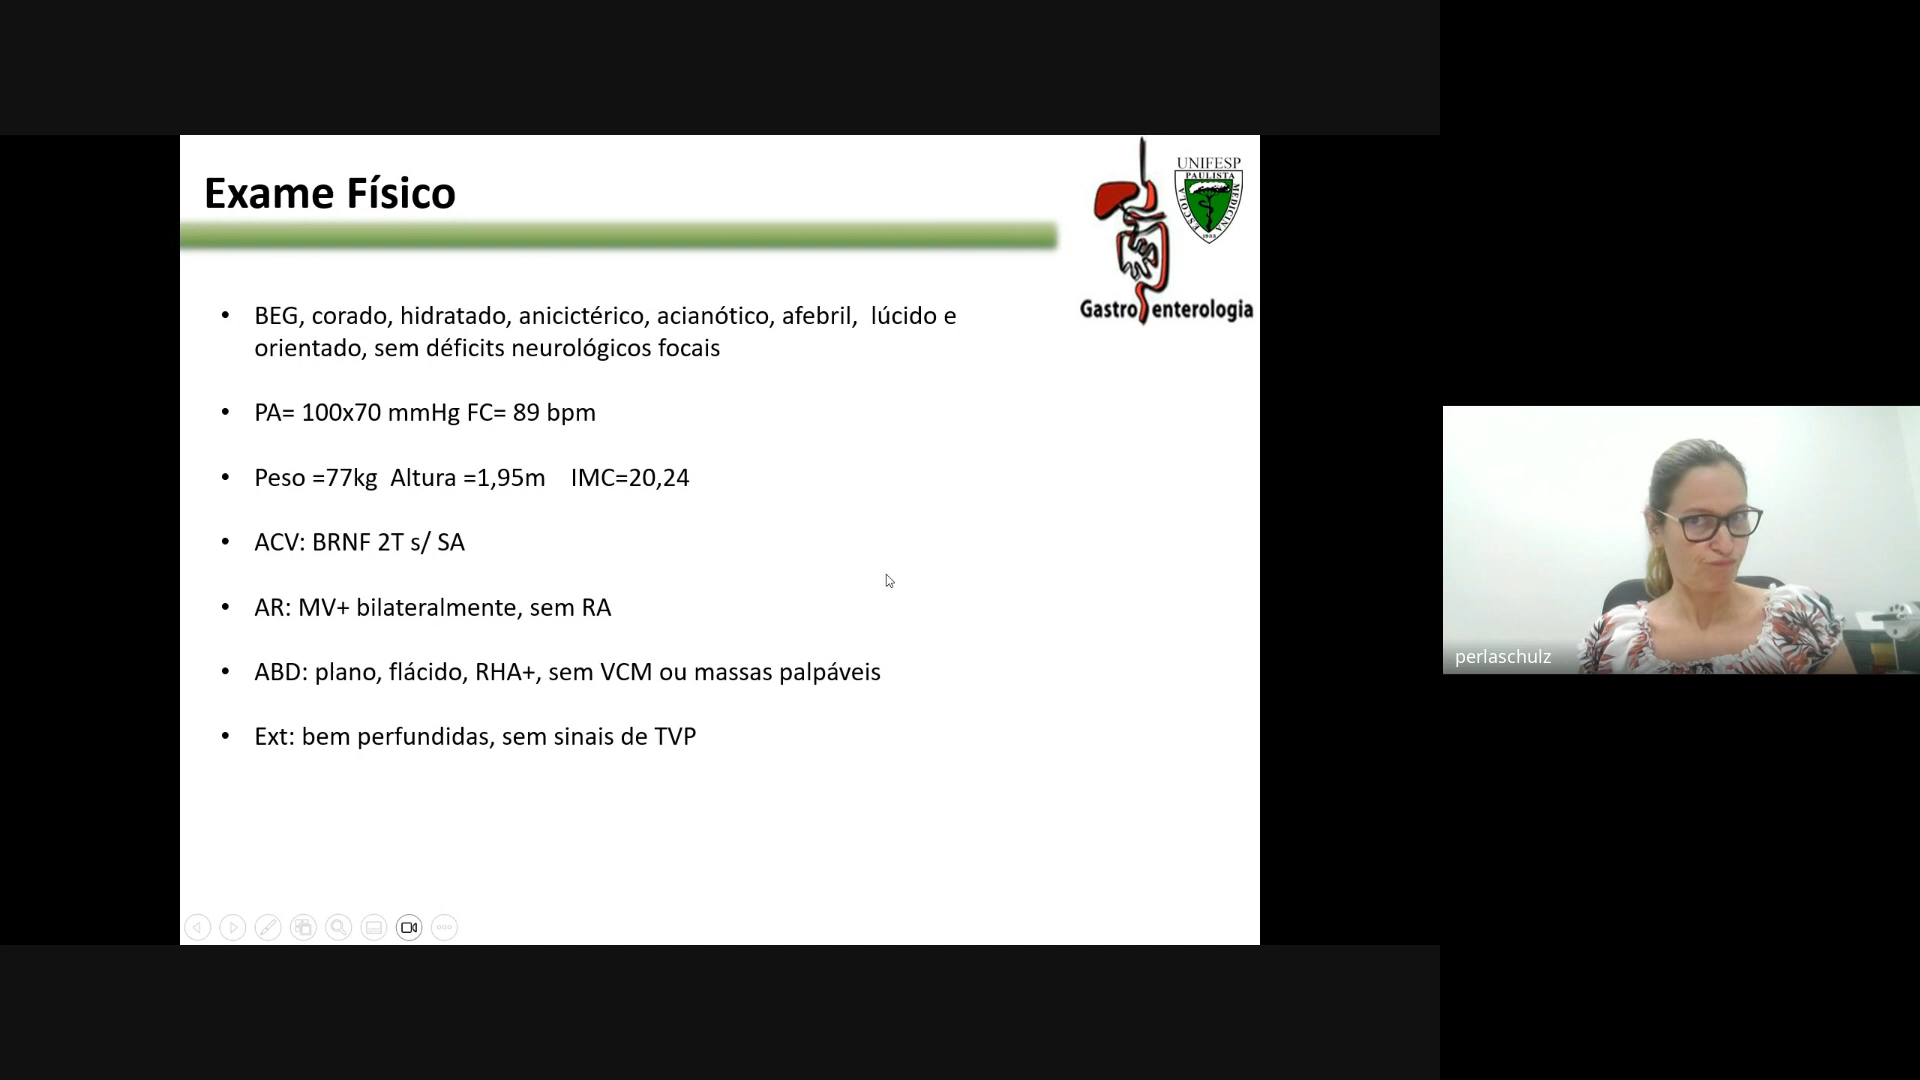 Exame Físico
UNIFESP
PAULISTA
ESCOLA
MEDICINA
1933
Gastroenterologia
• BEG, corado, hidratado, anicictérico, acianótico, afebril,  lúcido e
orientado, sem déficits neurológicos focais
• PA= 100x70 mmHg FC= 89 bpm
• Peso =77kg  Altura =1,95m    IMC=20,24
• ACV: BRNF 2T s/ SA
• AR: MV+ bilateralmente, sem RA
• ABD: plano, flácido, RHA+, sem VCM ou massas palpáveis
• Ext: bem perfundidas, sem sinais de TVP
perlaschulz